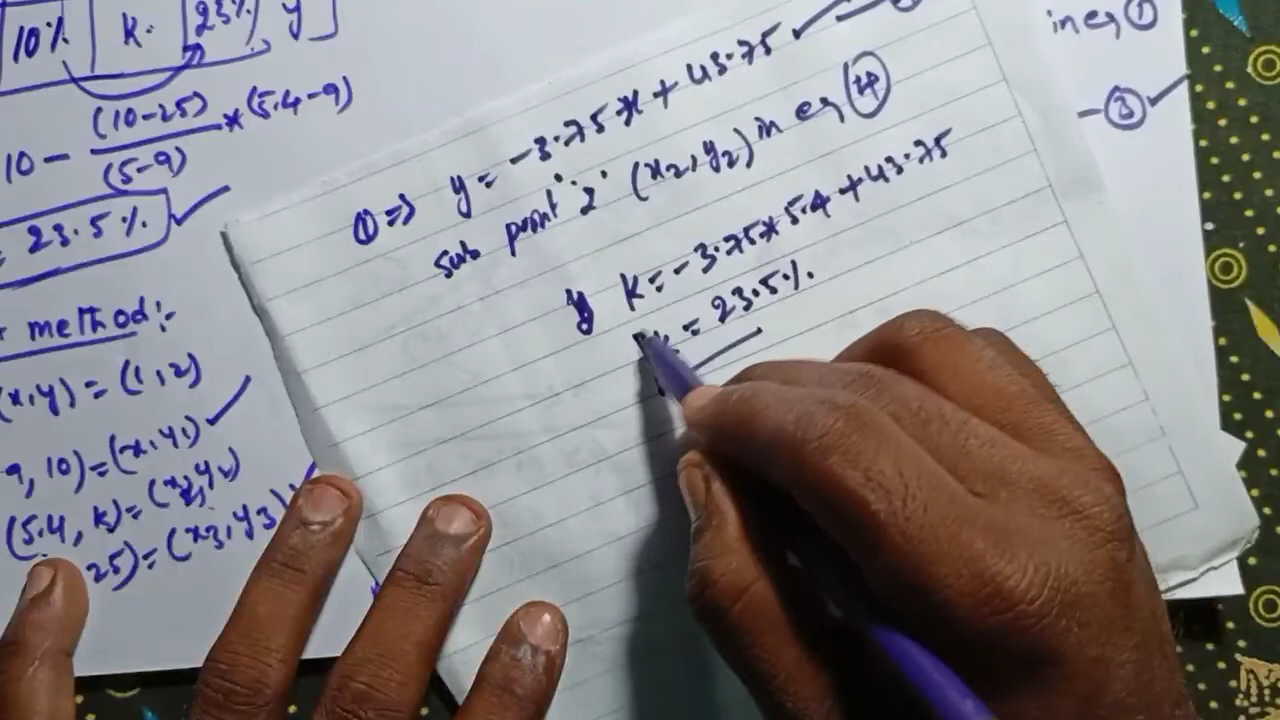 10% k. 23% y
10 - (10-25)/(5-9) * (5.4-9)
= 23.5%
method:-
(x,y) = (1,2)
9, 10) = (x1,y1)
(5.4, k) =
25) = (x3,y3)
① => y = -3.75*x + 43.75
sub point "2" (x2,y2) in eq ④
k = -3.75*5.4 + 43.75
= 23.5%
in eq ①
- ③